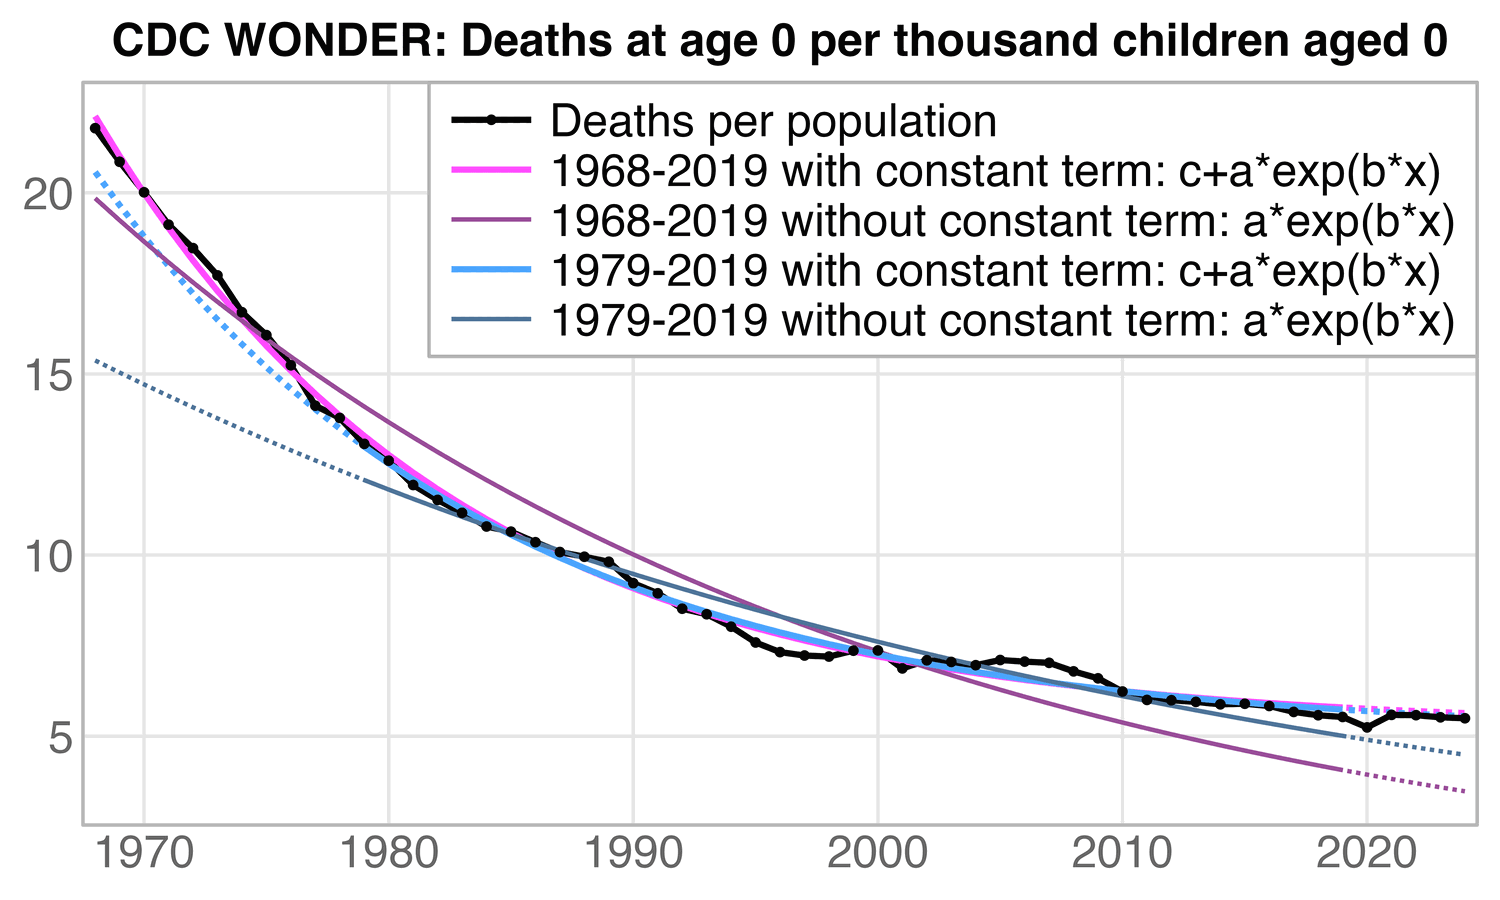 CDC WONDER: Deaths at age 0 per thousand children aged 0
Deaths per population
1968-2019 with constant term: c+a*exp(b*x)
1968-2019 without constant term: a*exp(b*x)
1979-2019 with constant term: c+a*exp(b*x)
1979-2019 without constant term: a*exp(b*x)
20
15
10
5
1970 1980 1990 2000 2010 2020